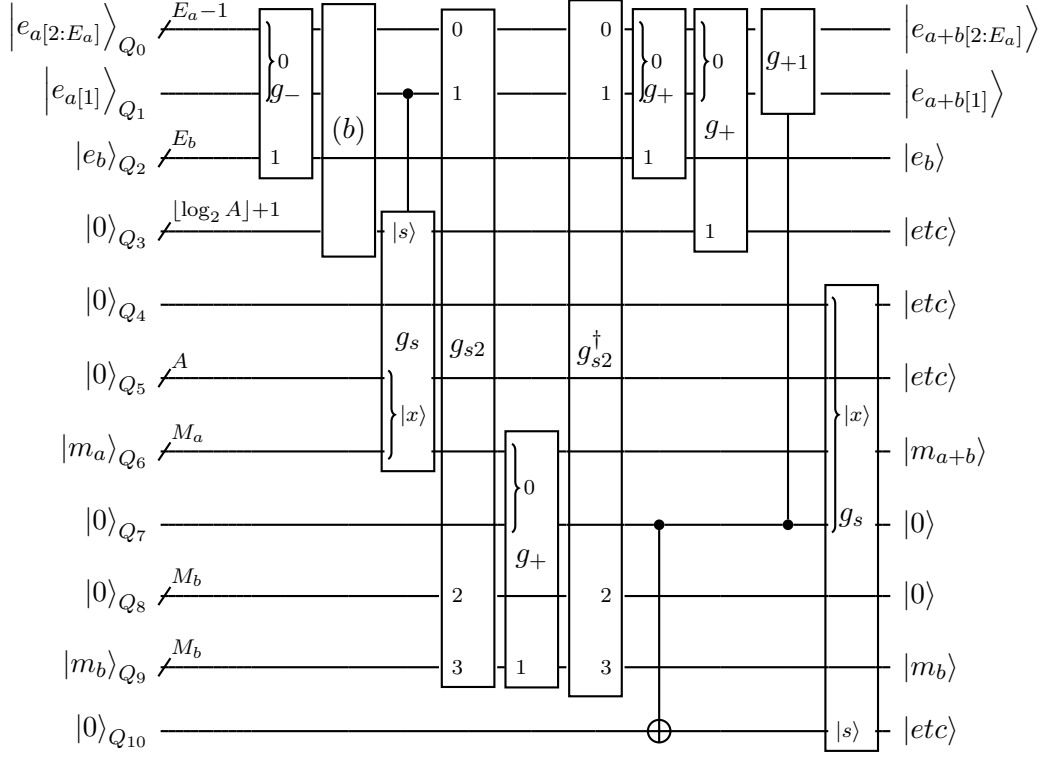 |e_{a[2:E_a]}⟩_{Q_0} E_a−1 } 0 g_− 0 0 } 0 } 0 g_{+1} |e_{a+b[2:E_a]}⟩
|e_{a[1]}⟩_{Q_1} 1 1 g_+ |e_{a+b[1]}⟩
(b) g_+
|e_b⟩_{Q_2} E_b 1 1 |e_b⟩
|0⟩_{Q_3} ⌊log_2 A⌋+1 |s⟩ 1 |etc⟩
|0⟩_{Q_4} |etc⟩
g_s g_{s2} g_{s2}^†
|0⟩_{Q_5} A |etc⟩
} |x⟩ } |x⟩
|m_a⟩_{Q_6} M_a |m_{a+b}⟩
} 0
|0⟩_{Q_7} g_s |0⟩
g_+
|0⟩_{Q_8} M_b 2 2 |0⟩
|m_b⟩_{Q_9} M_b 3 1 3 |m_b⟩
|0⟩_{Q_{10}} |s⟩ |etc⟩